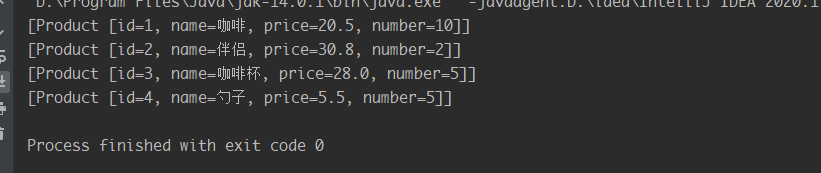 "D:\Program Files\Java\jdk-14.0.1\bin\java.exe" "-javaagent:D:\idea\IntelliJ IDEA 2020.1
[Product [id=1, name=咖啡, price=20.5, number=10]]
[Product [id=2, name=伴侣, price=30.8, number=2]]
[Product [id=3, name=咖啡杯, price=28.0, number=5]]
[Product [id=4, name=勺子, price=5.5, number=5]]
Process finished with exit code 0